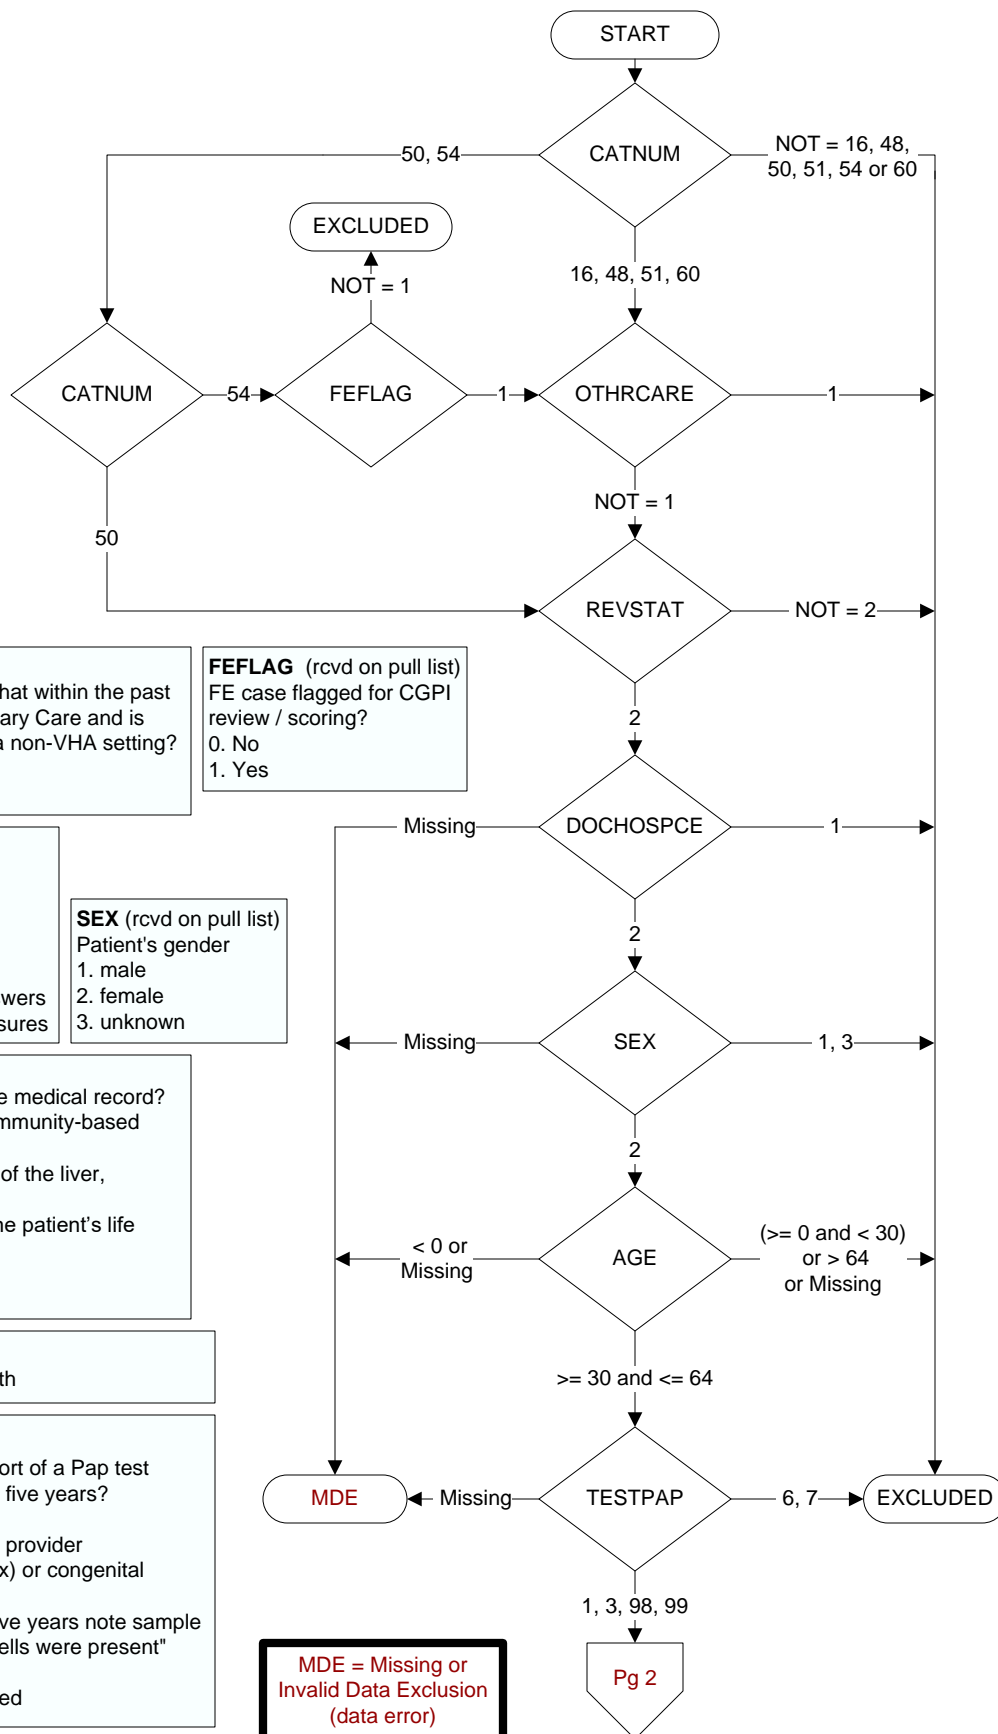 START
CATNUM
50, 54
NOT = 16, 48,
50, 51, 54 or 60
EXCLUDED
NOT = 1
16, 48, 51, 60
CATNUM
54
FEFLAG
1
OTHRCARE
1
NOT = 1
50
REVSTAT
NOT = 2
hat within the past
ary Care and is
a non-VHA setting?
FEFLAG (rcvd on pull list)
FE case flagged for CGPI
review / scoring?
0. No
1. Yes
2
DOCHOSPCE
Missing
1
wers
sures
SEX (rcvd on pull list)
Patient's gender
1. male
2. female
3. unknown
2
SEX
Missing
1, 3
e medical record?
mmunity-based
of the liver,
ne patient's life
2
AGE
< 0 or
Missing
(>= 0 and < 30)
or > 64
or Missing
th
>= 30 and <= 64
ort of a Pap test
five years?
provider
x) or congenital
ve years note sample
ells were present"
ed
MDE
Missing
TESTPAP
6, 7
EXCLUDED
1, 3, 98, 99
Pg 2
MDE = Missing or
Invalid Data Exclusion
(data error)